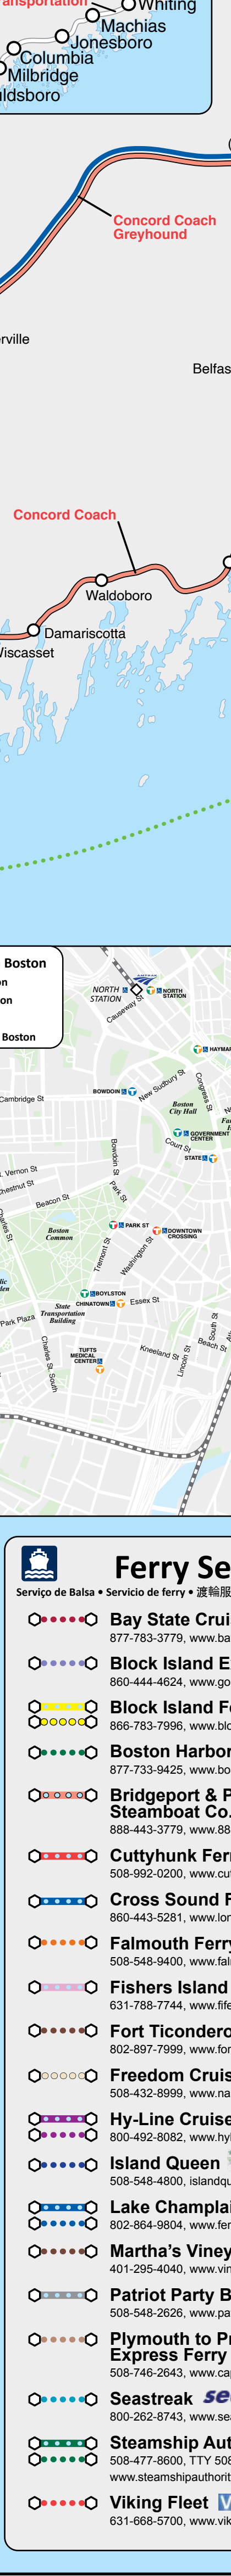 ansportation
Whiting
Machias
Jonesboro
Columbia
Milbridge
uldsboro
Concord Coach
Greyhound
rville
Belfas
Concord Coach
Waldoboro
Damariscotta
Viscasset
Boston
on
on
Boston
AMTRAK
NORTH
STATION
NORTH
STATION
Causeway St
HAYMAR
BOWDOIN
New Sudbury St
Congress St
Cambridge St
Boston
City Hall
GOVERNMENT
CENTER
Court St
STATE
Bowdoin St
. Vernon St
hestnut St
Beacon St
Park St
Charles St
PARK ST
DOWNTOWN
CROSSING
Boston
Common
Tremont St
Washington St
lic
len
BOYLSTON
CHINATOWN
Essex St
State
Transportation
Building
Park Plaza
Charles St. South
TUFTS
MEDICAL
CENTER
Kneeland St
Lincoln St
South St
Beach St
Ferry Se
Serviço de Balsa • Servicio de ferry • 渡輪服
Bay State Crui
877-783-3779, www.ba
Block Island E
860-444-4624, www.go
Block Island Fe
866-783-7996, www.blo
Boston Harbor
877-733-9425, www.bo
Bridgeport & P
Steamboat Co.
888-443-3779, www.88
Cuttyhunk Ferr
508-992-0200, www.cut
Cross Sound F
860-443-5281, www.lon
Falmouth Ferry
508-548-9400, www.fal
Fishers Island
631-788-7744, www.fife
Fort Ticondero
802-897-7999, www.for
Freedom Cruis
508-432-8999, www.na
Hy-Line Cruise
800-492-8082, www.hyl
Island Queen
508-548-4800, islandqu
Lake Champlai
802-864-9804, www.fer
Martha's Viney
401-295-4040, www.vin
Patriot Party B
508-548-2626, www.pa
Plymouth to Pr
Express Ferry
508-746-2643, www.cap
Seastreak
se
800-262-8743, www.sea
Steamship Aut
508-477-8600, TTY 508
www.steamshipauthorit
Viking Fleet
V
631-668-5700, www.vik